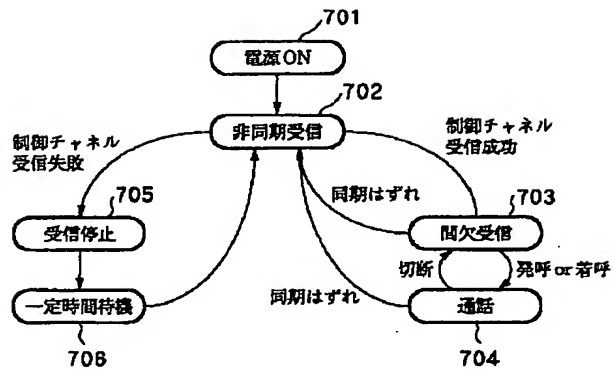 701
電源ON
702
非同期受信
制御チャネル
受信失敗
制御チャネル
受信成功
705
703
同期はずれ
受信停止
間欠受信
切断
発呼or着呼
同期はずれ
一定時間待機
通話
706
704